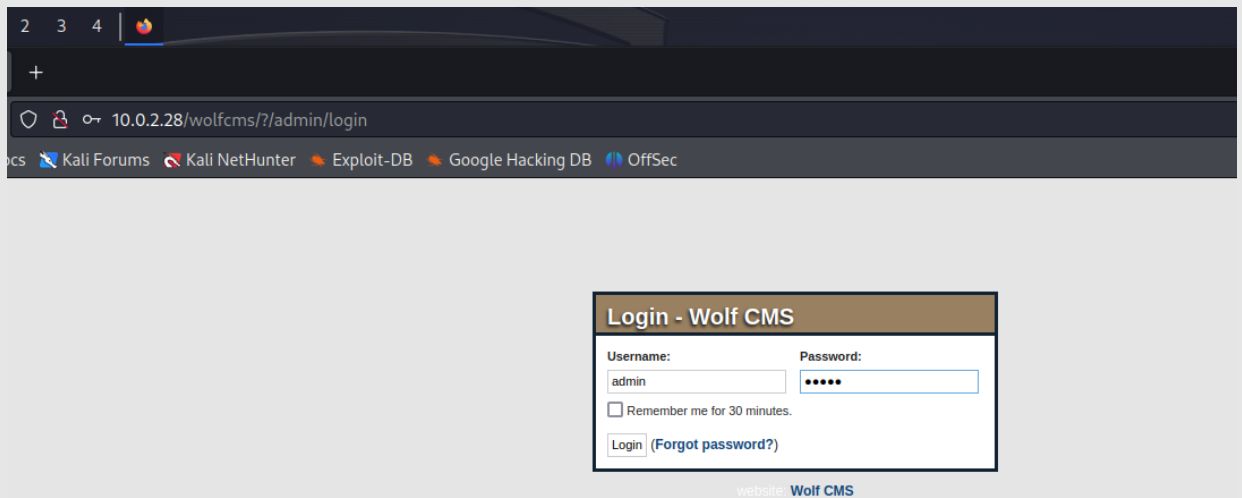 2 3 4
+
10.0.2.28/wolfcms/?/admin/login
ocs Kali Forums Kali NetHunter Exploit-DB Google Hacking DB OffSec
Login - Wolf CMS
Username: Password:
admin •••••
Remember me for 30 minutes.
Login (Forgot password?)
website: Wolf CMS